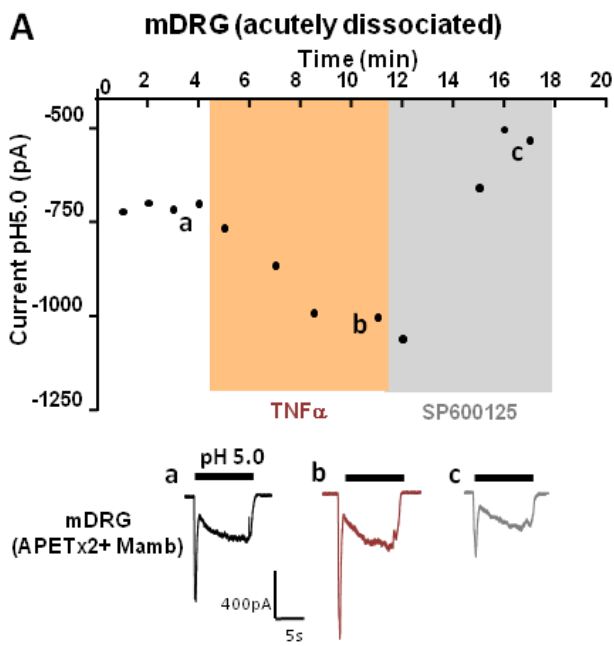 A
mDRG (acutely dissociated)
Time (min)
0 2 4 6 8 10 12 14 16 18 20
Current pH5.0 (pA)
-500
-750
-1000
-1250
a
b
c
TNFα
SP600125
a
pH 5.0
b
c
mDRG
(APETx2+ Mamb)
400pA
5s